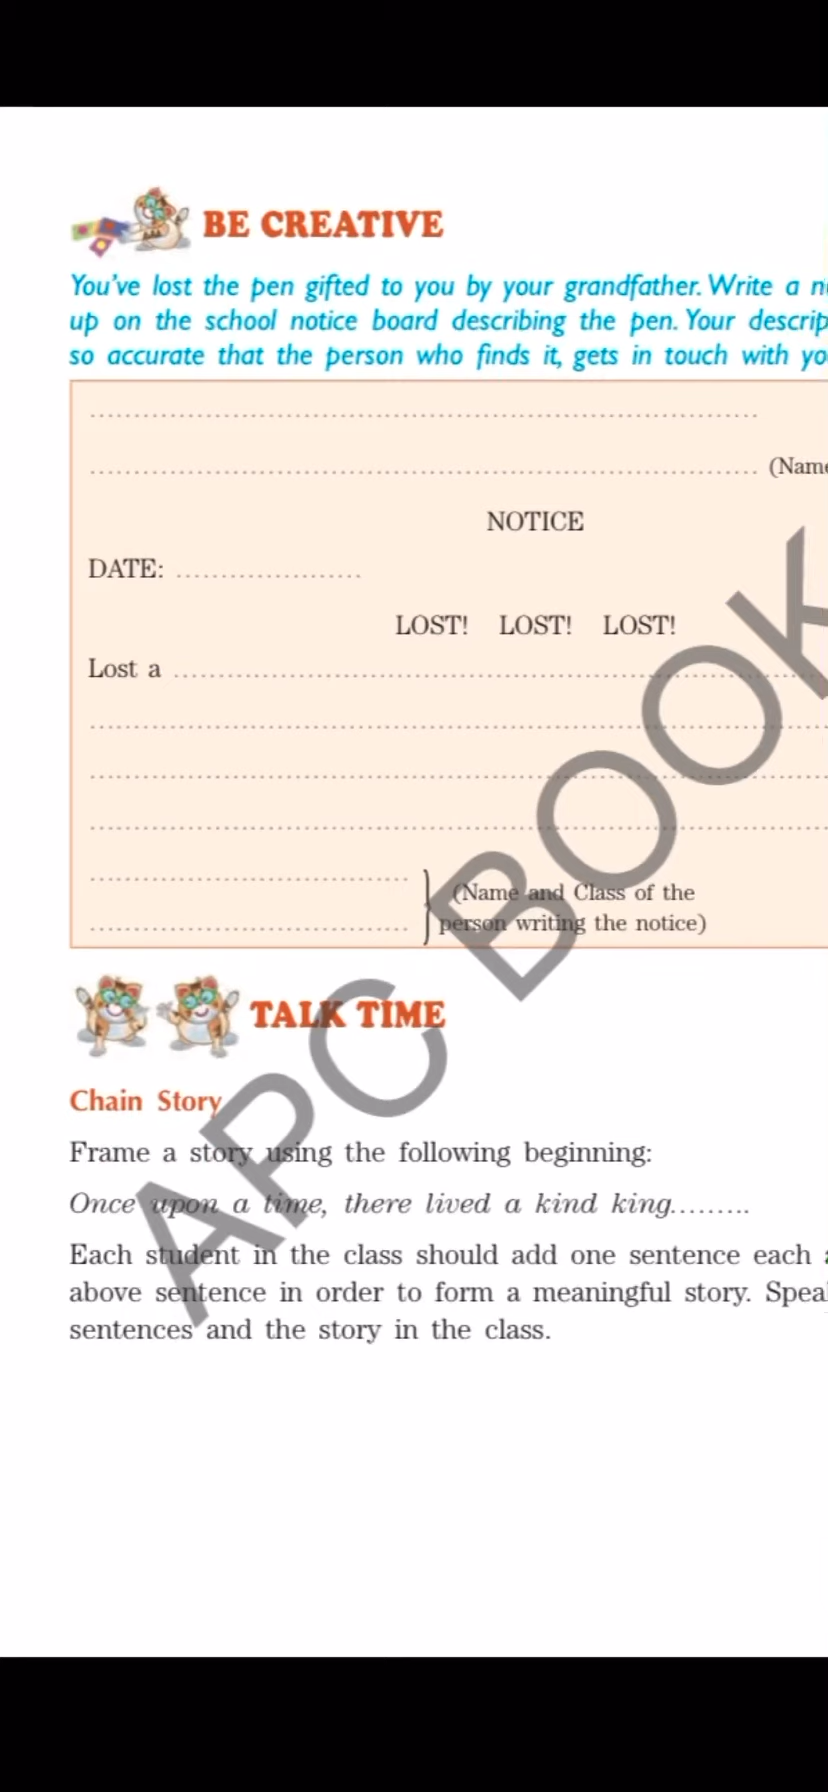 BE CREATIVE
You've lost the pen gifted to you by your grandfather. Write a
up on the school notice board describing the pen. Your
so accurate that the person who finds it, gets in touch with
...........................................................................
........................................................................... (Name
NOTICE
DATE: .....................
LOST! LOST! LOST!
Lost a ...........................................................................
...........................................................................
...........................................................................
...........................................................................
....................................
(Name and Class of the
.................................... person writing the notice)
TALK TIME
Chain Story
Frame a story using the following beginning:
Once upon a time, there lived a kind king.........
Each student in the class should add one sentence each
above sentence in order to form a meaningful story.
sentences and the story in the class.
APC BOOK